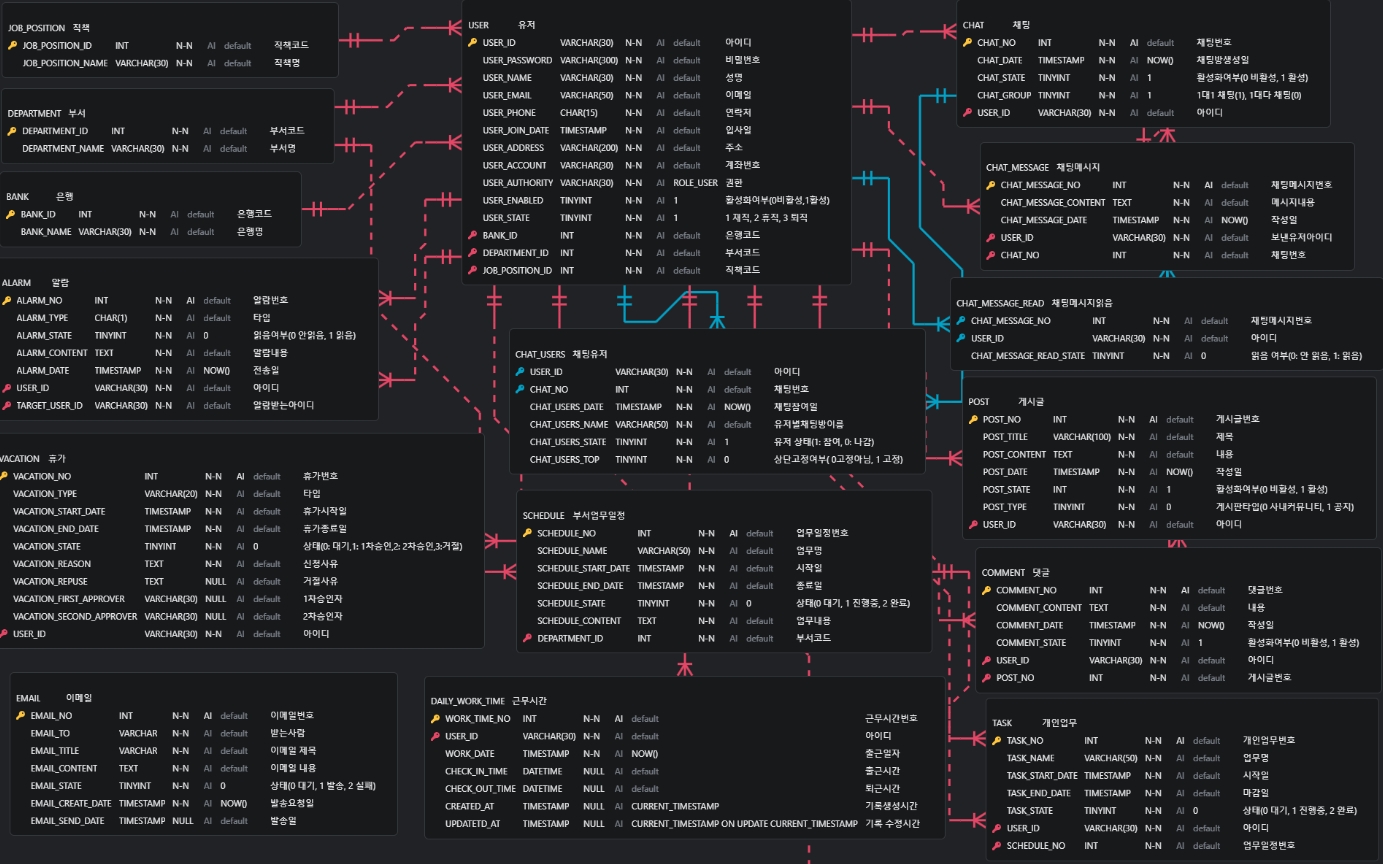 JOB_POSITION 직책
JOB_POSITION_ID INT N-N AI default 직책코드
JOB_POSITION_NAME VARCHAR(30) N-N AI default 직책명
DEPARTMENT 부서
DEPARTMENT_ID INT N-N AI default 부서코드
DEPARTMENT_NAME VARCHAR(30) N-N AI default 부서명
BANK 은행
BANK_ID INT N-N AI default 은행코드
BANK_NAME VARCHAR(30) N-N AI default 은행명
ALARM 알람
ALARM_NO INT N-N AI default 알람번호
ALARM_TYPE CHAR(1) N-N AI default 타입
ALARM_STATE TINYINT N-N AI 0 읽음여부(0 안읽음, 1 읽음)
ALARM_CONTENT TEXT N-N AI default 알람내용
ALARM_DATE TIMESTAMP N-N AI NOW() 전송일
USER_ID VARCHAR(30) N-N AI default 아이디
TARGET_USER_ID VARCHAR(30) N-N AI default 알람받는아이디
VACATION 휴가
VACATION_NO INT N-N AI default 휴가번호
VACATION_TYPE VARCHAR(20) N-N AI default 타입
VACATION_START_DATE TIMESTAMP N-N AI default 휴가시작일
VACATION_END_DATE TIMESTAMP N-N AI default 휴가종료일
VACATION_STATE TINYINT N-N AI 0 상태(0: 대기,1: 1차승인,2: 2차승인,3:거절)
VACATION_REASON TEXT N-N AI default 신청사유
VACATION_REPUSE TEXT NULL AI default 거절사유
VACATION_FIRST_APPROVER VARCHAR(30) NULL AI default 1차승인자
VACATION_SECOND_APPROVER VARCHAR(30) NULL AI default 2차승인자
USER_ID VARCHAR(30) N-N AI default 아이디
EMAIL 이메일
EMAIL_NO INT N-N AI default 이메일번호
EMAIL_TO VARCHAR N-N AI default 받는사람
EMAIL_TITLE VARCHAR N-N AI default 이메일 제목
EMAIL_CONTENT TEXT N-N AI default 이메일 내용
EMAIL_STATE TINYINT N-N AI 0 상태(0 대기, 1 발송, 2 실패)
EMAIL_CREATE_DATE TIMESTAMP N-N AI NOW() 발송요청일
EMAIL_SEND_DATE TIMESTAMP NULL AI default 발송일
USER 유저
USER_ID VARCHAR(30) N-N AI default 아이디
USER_PASSWORD VARCHAR(300) N-N AI default 비밀번호
USER_NAME VARCHAR(30) N-N AI default 성명
USER_EMAIL VARCHAR(50) N-N AI default 이메일
USER_PHONE CHAR(15) N-N AI default 연락저
USER_JOIN_DATE TIMESTAMP N-N AI default 입사일
USER_ADDRESS VARCHAR(200) N-N AI default 주소
USER_ACCOUNT VARCHAR(30) N-N AI default 계좌번호
USER_AUTHORITY VARCHAR(30) N-N AI ROLE_USER 권한
USER_ENABLED TINYINT N-N AI 1 활성화여부(0비활성,1활성)
USER_STATE TINYINT N-N AI 1 1 재직, 2 휴직, 3 퇴직
BANK_ID INT N-N AI default 은행코드
DEPARTMENT_ID INT N-N AI default 부서코드
JOB_POSITION_ID INT N-N AI default 직책코드
CHAT_USERS 채팅유저
USER_ID VARCHAR(30) N-N AI default 아이디
CHAT_NO INT N-N AI default 채팅번호
CHAT_USERS_DATE TIMESTAMP N-N AI NOW() 채팅참여일
CHAT_USERS_NAME VARCHAR(50) N-N AI default 유저별채팅방이름
CHAT_USERS_STATE TINYINT N-N AI 1 유저 상태(1: 참여, 0: 나감)
CHAT_USERS_TOP TINYINT N-N AI 0 상단고정여부( 0고정아님, 1 고정)
SCHEDULE 부서업무일정
SCHEDULE_NO INT N-N AI default 업무일정번호
SCHEDULE_NAME VARCHAR(50) N-N AI default 업무명
SCHEDULE_START_DATE TIMESTAMP N-N AI default 시작일
SCHEDULE_END_DATE TIMESTAMP N-N AI default 종료일
SCHEDULE_STATE TINYINT N-N AI 0 상태(0 대기, 1 진행중, 2 완료)
SCHEDULE_CONTENT TEXT N-N AI default 업무내용
DEPARTMENT_ID INT N-N AI default 부서코드
DAILY_WORK_TIME 근무시간
WORK_TIME_NO INT N-N AI default 근무시간번호
USER_ID VARCHAR(30) N-N AI default 아이디
WORK_DATE TIMESTAMP N-N AI NOW() 출근일자
CHECK_IN_TIME DATETIME NULL AI default 출근시간
CHECK_OUT_TIME DATETIME NULL AI default 퇴근시간
CREATED_AT TIMESTAMP NULL AI CURRENT_TIMESTAMP 기록생성시간
UPDATETD_AT TIMESTAMP NULL AI CURRENT_TIMESTAMP ON UPDATE CURRENT_TIMESTAMP 기록 수정시간
CHAT 채팅
CHAT_NO INT N-N AI default 채팅번호
CHAT_DATE TIMESTAMP N-N AI NOW() 채팅방생성일
CHAT_STATE TINYINT N-N AI 1 활성화여부(0 비활성, 1 활성)
CHAT_GROUP TINYINT N-N AI 1 1대1 채팅(1), 1대다 채팅(0)
USER_ID VARCHAR(30) N-N AI default 아이디
CHAT_MESSAGE 채팅메시지
CHAT_MESSAGE_NO INT N-N AI default 채팅메시지번호
CHAT_MESSAGE_CONTENT TEXT N-N AI default 메시지내용
CHAT_MESSAGE_DATE TIMESTAMP N-N AI NOW() 작성일
USER_ID VARCHAR(30) N-N AI default 보낸유저아이디
CHAT_NO INT N-N AI default 채팅번호
CHAT_MESSAGE_READ 채팅메시지읽음
CHAT_MESSAGE_NO INT N-N AI default 채팅메시지번호
USER_ID VARCHAR(30) N-N AI default 아이디
CHAT_MESSAGE_READ_STATE TINYINT N-N AI 0 읽음 여부(0: 안 읽음, 1: 읽음)
POST 게시글
POST_NO INT N-N AI default 게시글번호
POST_TITLE VARCHAR(100) N-N AI default 제목
POST_CONTENT TEXT N-N AI default 내용
POST_DATE TIMESTAMP N-N AI NOW() 작성일
POST_STATE INT N-N AI 1 활성화여부(0 비활성, 1 활성)
POST_TYPE TINYINT N-N AI 0 게시판타입(0 사내커뮤니티, 1 공지)
USER_ID VARCHAR(30) N-N AI default 아이디
COMMENT 댓글
COMMENT_NO INT N-N AI default 댓글번호
COMMENT_CONTENT TEXT N-N AI default 내용
COMMENT_DATE TIMESTAMP N-N AI NOW() 작성일
COMMENT_STATE TINYINT N-N AI 1 활성화여부(0 비활성, 1 활성)
USER_ID VARCHAR(30) N-N AI default 아이디
POST_NO INT N-N AI default 게시글번호
TASK 개인업무
TASK_NO INT N-N AI default 개인업무번호
TASK_NAME VARCHAR(50) N-N AI default 업무명
TASK_START_DATE TIMESTAMP N-N AI default 시작일
TASK_END_DATE TIMESTAMP N-N AI default 마감일
TASK_STATE TINYINT N-N AI 0 상태(0 대기, 1 진행중, 2 완료)
USER_ID VARCHAR(30) N-N AI default 아이디
SCHEDULE_NO INT N-N AI default 업무일정번호